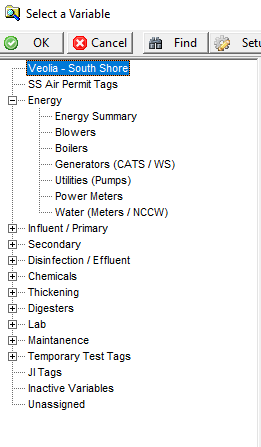 Select a Variable
OK Cancel Find Setu
Veolia - South Shore
SS Air Permit Tags
Energy
Energy Summary
Blowers
Boilers
Generators (CATS / WS)
Utilities (Pumps)
Power Meters
Water (Meters / NCCW)
Influent / Primary
Secondary
Disinfection / Effluent
Chemicals
Thickening
Digesters
Lab
Maintanence
Temporary Test Tags
JI Tags
Inactive Variables
Unassigned